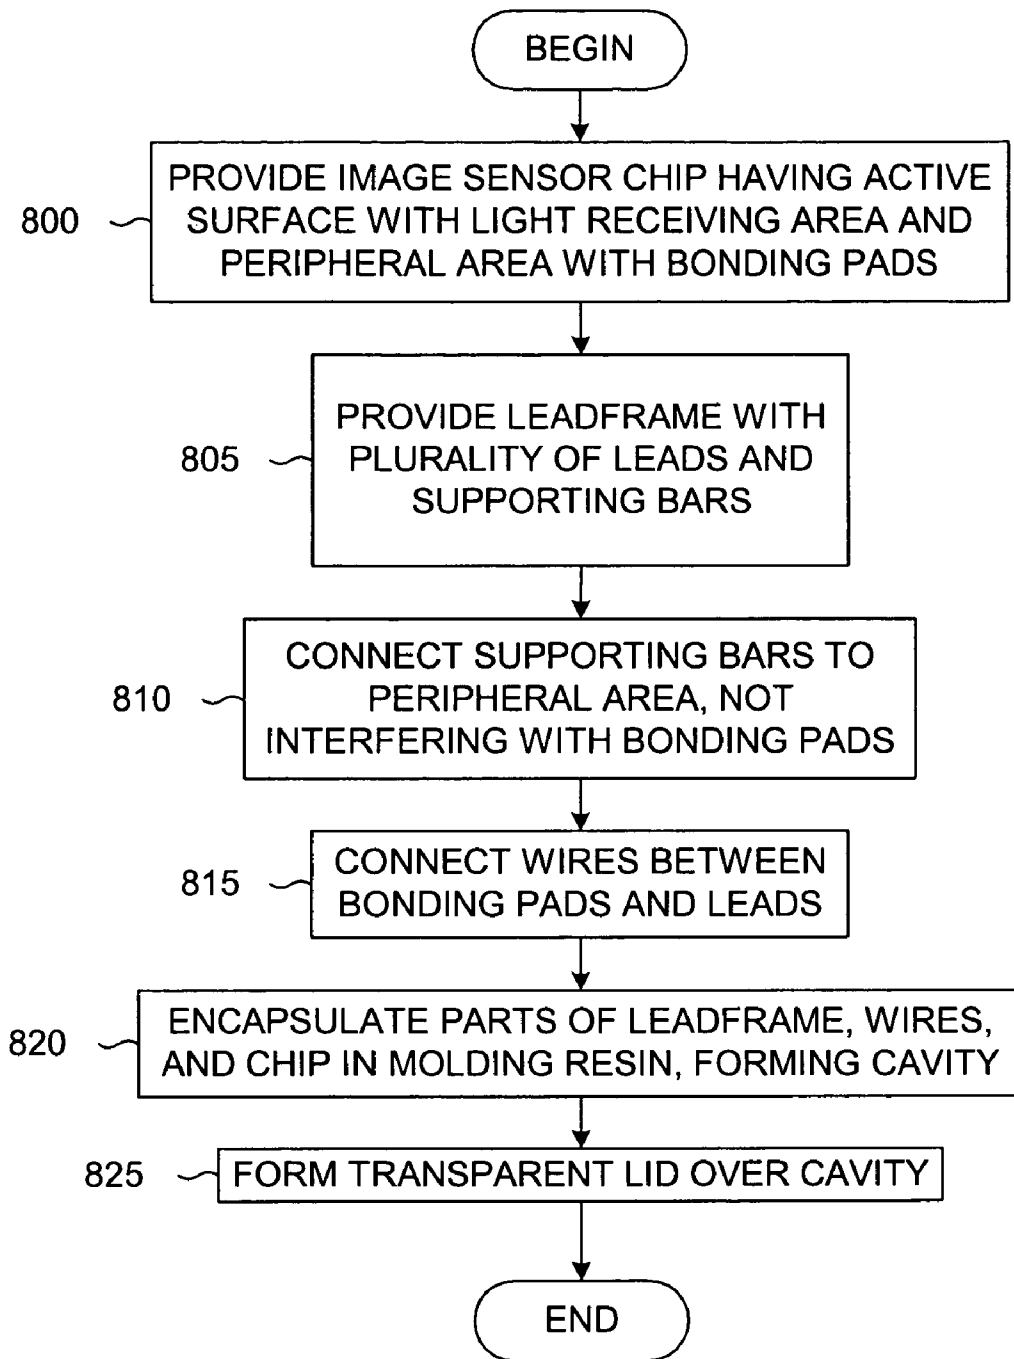 BEGIN
800
PROVIDE IMAGE SENSOR CHIP HAVING ACTIVE
SURFACE WITH LIGHT RECEIVING AREA AND
PERIPHERAL AREA WITH BONDING PADS
805
PROVIDE LEADFRAME WITH
PLURALITY OF LEADS AND
SUPPORTING BARS
810
CONNECT SUPPORTING BARS TO
PERIPHERAL AREA, NOT
INTERFERING WITH BONDING PADS
815
CONNECT WIRES BETWEEN
BONDING PADS AND LEADS
820
ENCAPSULATE PARTS OF LEADFRAME, WIRES,
AND CHIP IN MOLDING RESIN, FORMING CAVITY
825
FORM TRANSPARENT LID OVER CAVITY
END